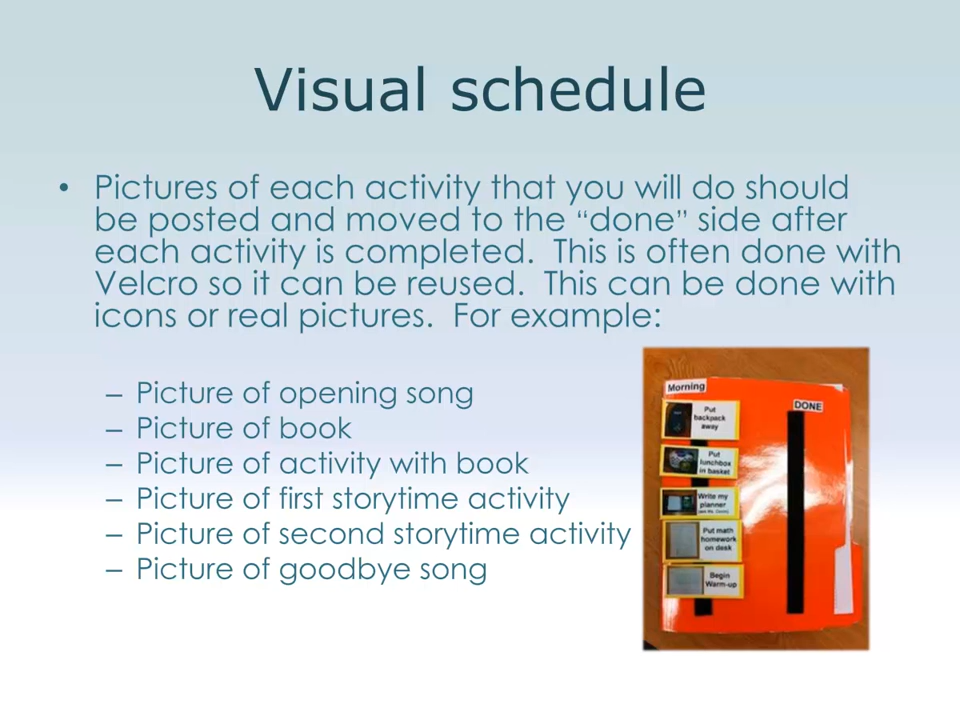 Visual schedule
• Pictures of each activity that you will do should
be posted and moved to the “done” side after
each activity is completed.  This is often done with
Velcro so it can be reused.  This can be done with
icons or real pictures.  For example:
– Picture of opening song
– Picture of book
– Picture of activity with book
– Picture of first storytime activity
– Picture of second storytime activity
– Picture of goodbye song
Morning
Put
backpack
away
Put
lunchbox
in basket
Write my
planner
Put math
homework
on desk
Begin
Warm-up
DONE